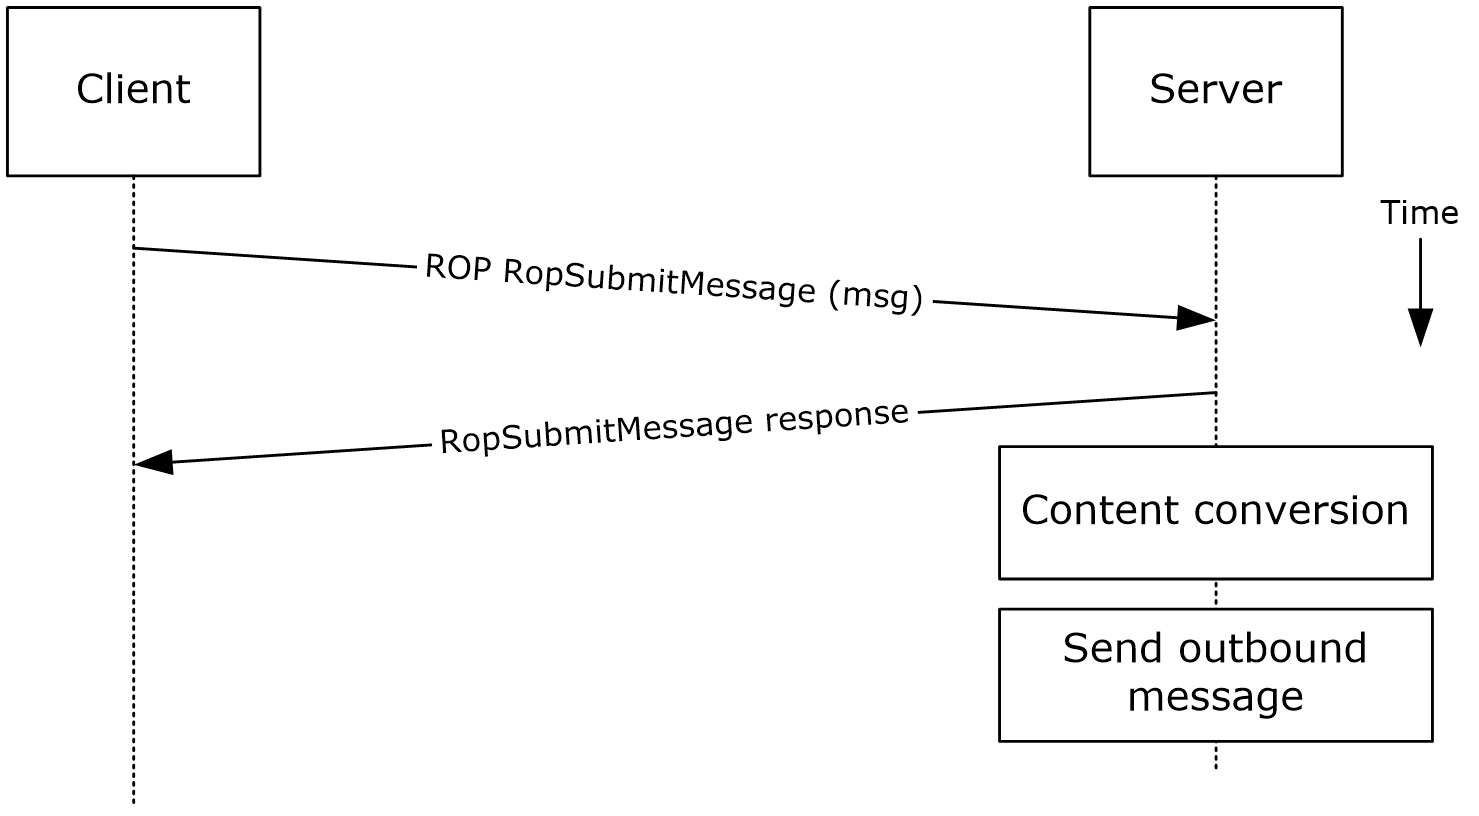 Client
Server
Time
ROP RopSubmitMessage (msg)
RopSubmitMessage response
Content conversion
Send outbound
message